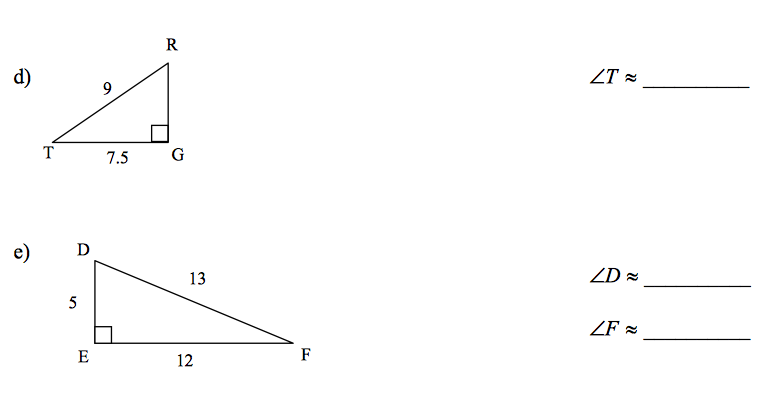 R
d)
9
∠T ≈ __________
T
7.5
G
e)
D
13
∠D ≈ __________
5
∠F ≈ __________
E
12
F